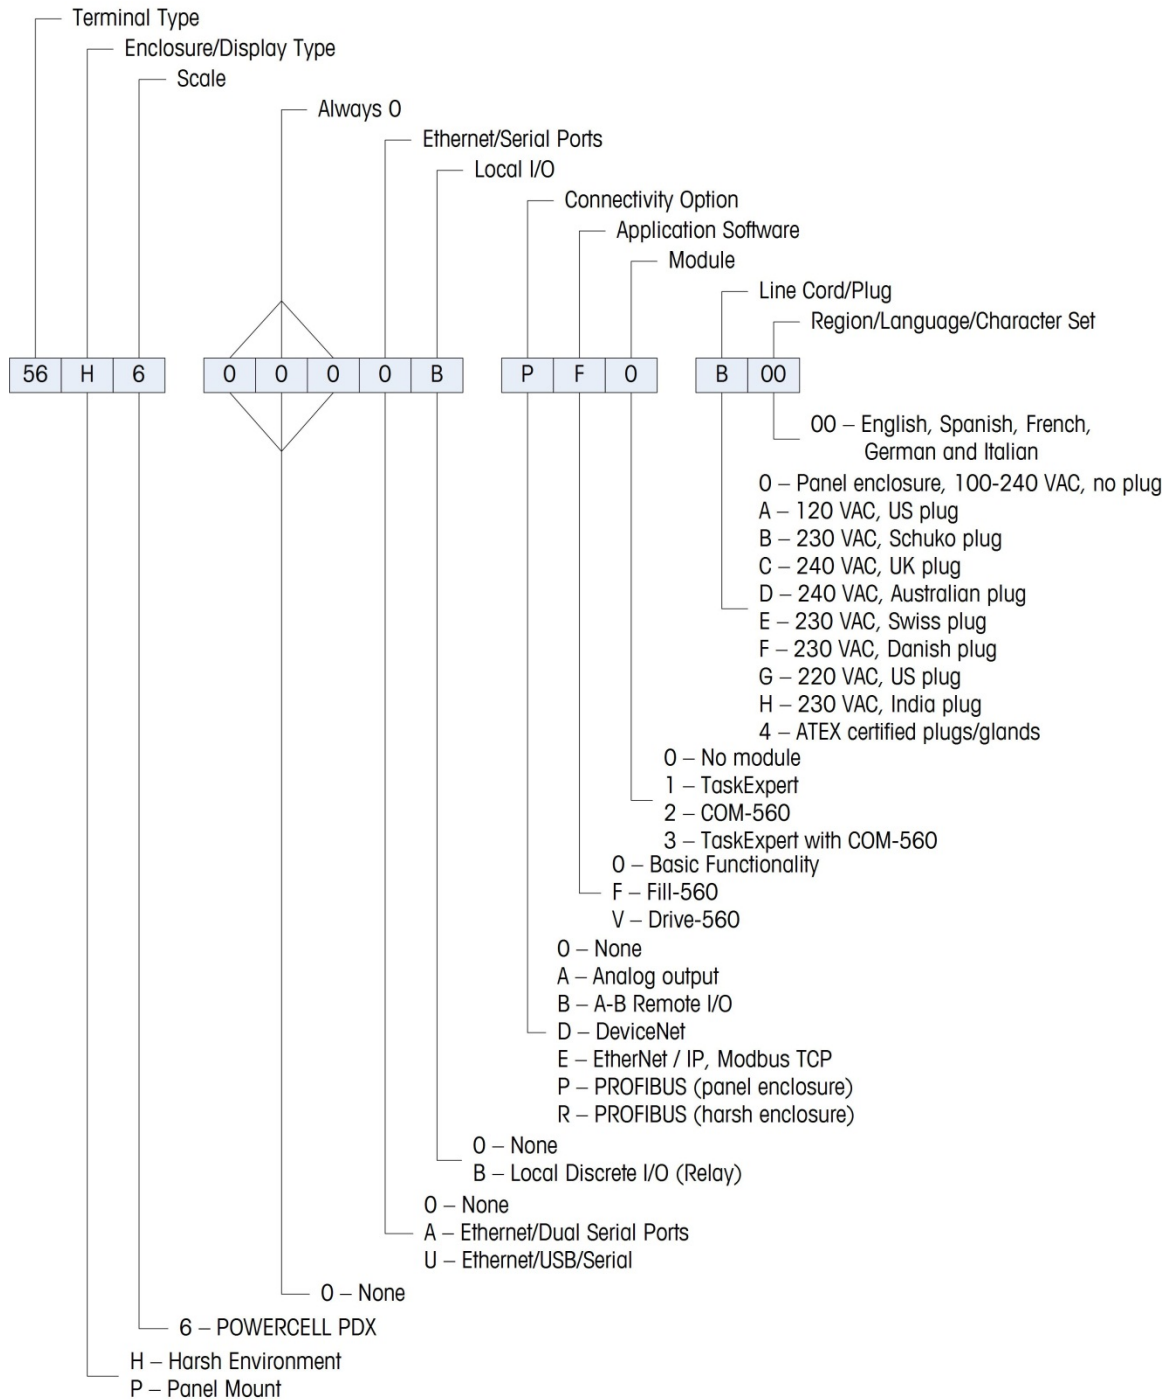 Terminal Type
Enclosure/Display Type
Scale
Always 0
Ethernet/Serial Ports
Local I/O
Connectivity Option
Application Software
Module
Line Cord/Plug
Region/Language/Character Set
56 H 6 0 0 0 0 B P F 0 B 00
00 – English, Spanish, French,
German and Italian
0 – Panel enclosure, 100-240 VAC, no plug
A – 120 VAC, US plug
B – 230 VAC, Schuko plug
C – 240 VAC, UK plug
D – 240 VAC, Australian plug
E – 230 VAC, Swiss plug
F – 230 VAC, Danish plug
G – 220 VAC, US plug
H – 230 VAC, India plug
4 – ATEX certified plugs/glands
0 – No module
1 – TaskExpert
2 – COM-560
3 – TaskExpert with COM-560
0 – Basic Functionality
F – Fill-560
V – Drive-560
0 – None
A – Analog output
B – A-B Remote I/O
D – DeviceNet
E – EtherNet / IP, Modbus TCP
P – PROFIBUS (panel enclosure)
R – PROFIBUS (harsh enclosure)
0 – None
B – Local Discrete I/O (Relay)
0 – None
A – Ethernet/Dual Serial Ports
U – Ethernet/USB/Serial
0 – None
6 – POWERCELL PDX
H – Harsh Environment
P – Panel Mount